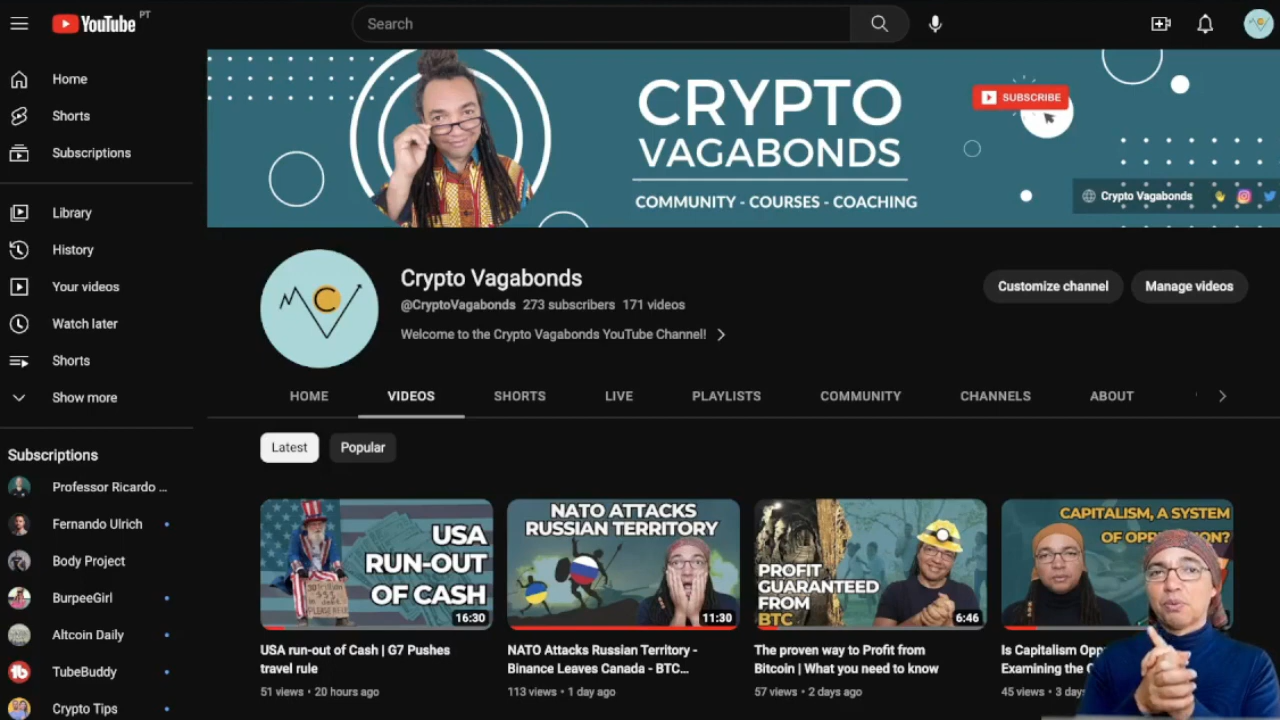 YouTube PT
Search
Home
Shorts
Subscriptions
Library
History
Your videos
Watch later
Shorts
Show more
Subscriptions
Professor Ricardo ...
Fernando Ulrich
Body Project
BurpeeGirl
Altcoin Daily
TubeBuddy
Crypto Tips
CRYPTO
VAGABONDS
COMMUNITY - COURSES - COACHING
SUBSCRIBE
Crypto Vagabonds
Crypto Vagabonds
@CryptoVagabonds 273 subscribers 171 videos
Welcome to the Crypto Vagabonds YouTube Channel!
Customize channel
Manage videos
HOME VIDEOS SHORTS LIVE PLAYLISTS COMMUNITY CHANNELS ABOUT
Latest Popular
USA
RUN-OUT
OF CASH
16:30
USA run-out of Cash | G7 Pushes
travel rule
51 views • 20 hours ago
NATO ATTACKS
RUSSIAN TERRITORY
11:30
NATO Attacks Russian Territory -
Binance Leaves Canada - BTC...
113 views • 1 day ago
PROFIT
GUARANTEED
FROM
BTC
6:46
The proven way to Profit from
Bitcoin | What you need to know
57 views • 2 days ago
CAPITALISM, A SYSTEM
OF
Is Capitalism
Examining the
45 views • 3